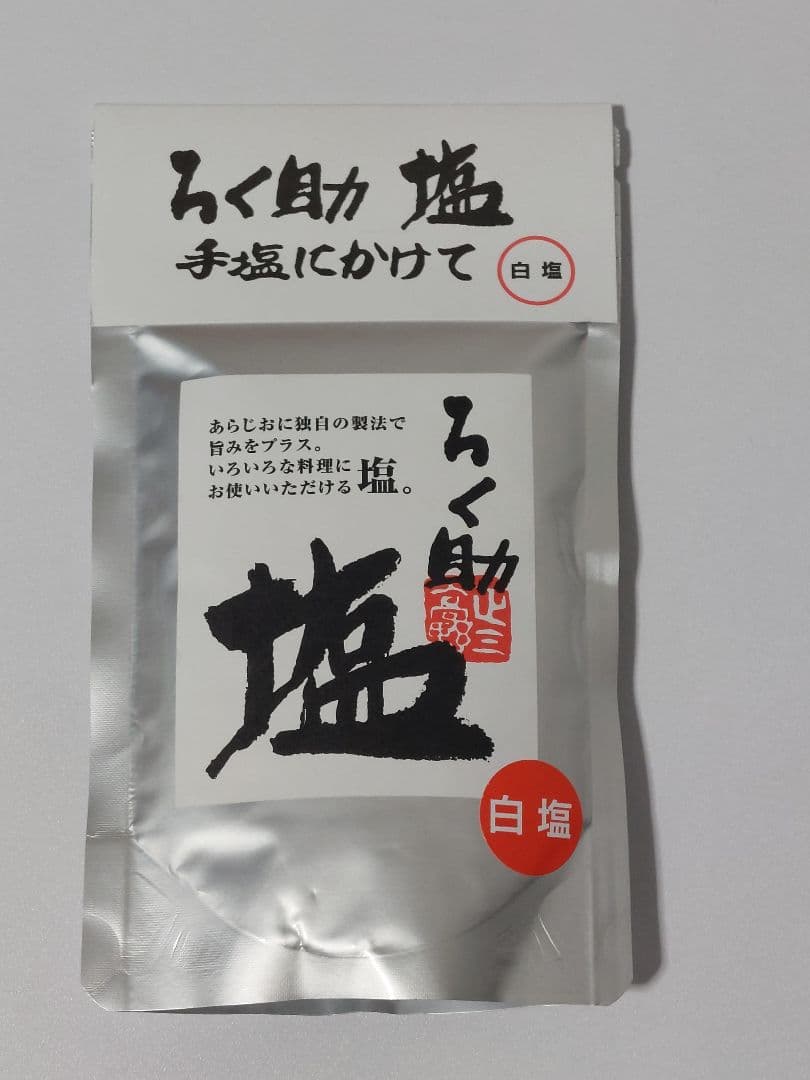 ろく助 塩
手塩にかけて
白塩
あらじおに独自の製法で
旨みをプラス。
いろいろな料理に
お使いいただける塩。
ろく助
塩
白塩